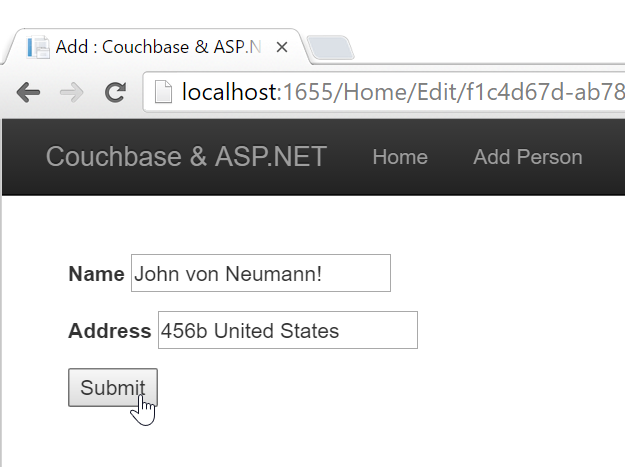 Add : Couchbase & ASP.N
localhost:1655/Home/Edit/f1c4d67d-ab78
Couchbase & ASP.NET Home Add Person
Name John von Neumann!
Address 456b United States
Submit